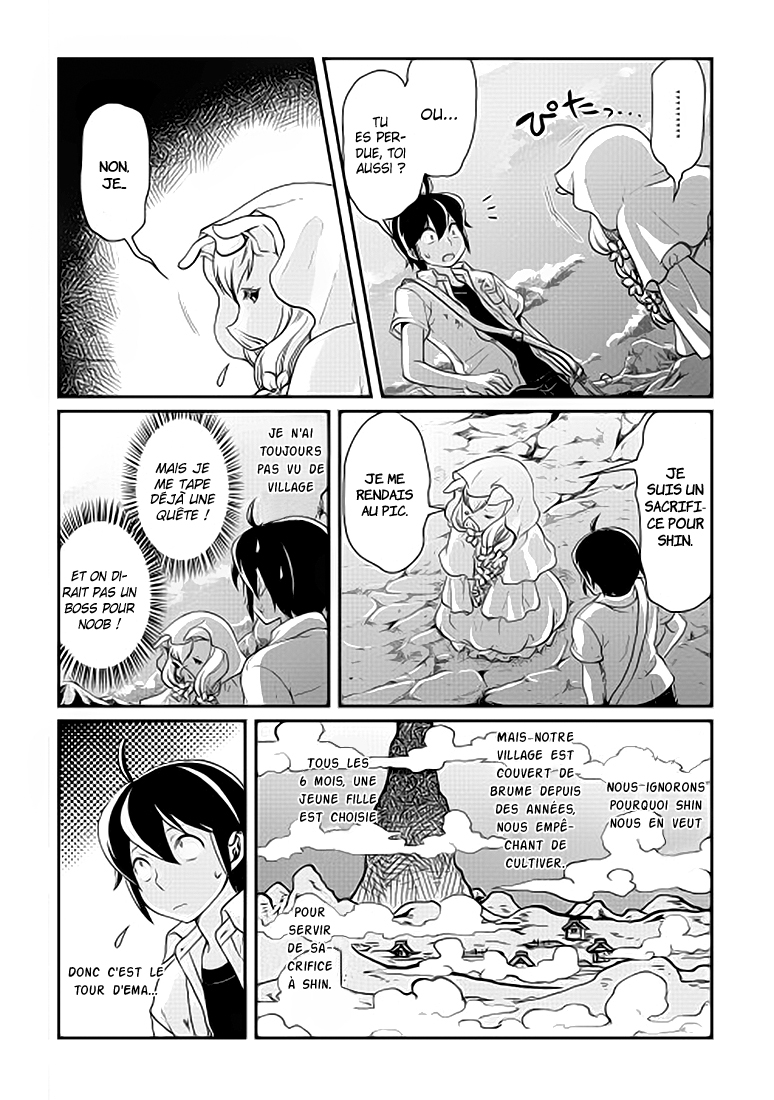 .........
ぴたっ...
OU...
TU
ES PER-
DUE, TOI
AUSSI ?
NON,
JE...
JE
SUIS UN
SACRIFI-
CE POUR
SHIN.
JE ME
RENDAIS
AU PIC.
JE N'AI
TOUJOURS
PAS VU DE
VILLAGE
MAIS JE
ME TAPE
DÉJÀ UNE
QUÊTE !
ET ON DI-
RAIT PAS UN
BOSS POUR
NOOB !
NOUS IGNORONS
POURQUOI SHIN
NOUS EN VEUT
MAIS NOTRE
VILLAGE EST
COUVERT DE
BRUME DEPUIS
DES ANNÉES,
NOUS EMPÊ-
CHANT DE
CULTIVER.
TOUS LES
6 MOIS, UNE
JEUNE FILLE
EST CHOISIE
POUR
SERVIR
DE SA-
CRIFICE
À SHIN.
DONC C'EST LE
TOUR D'EMA...